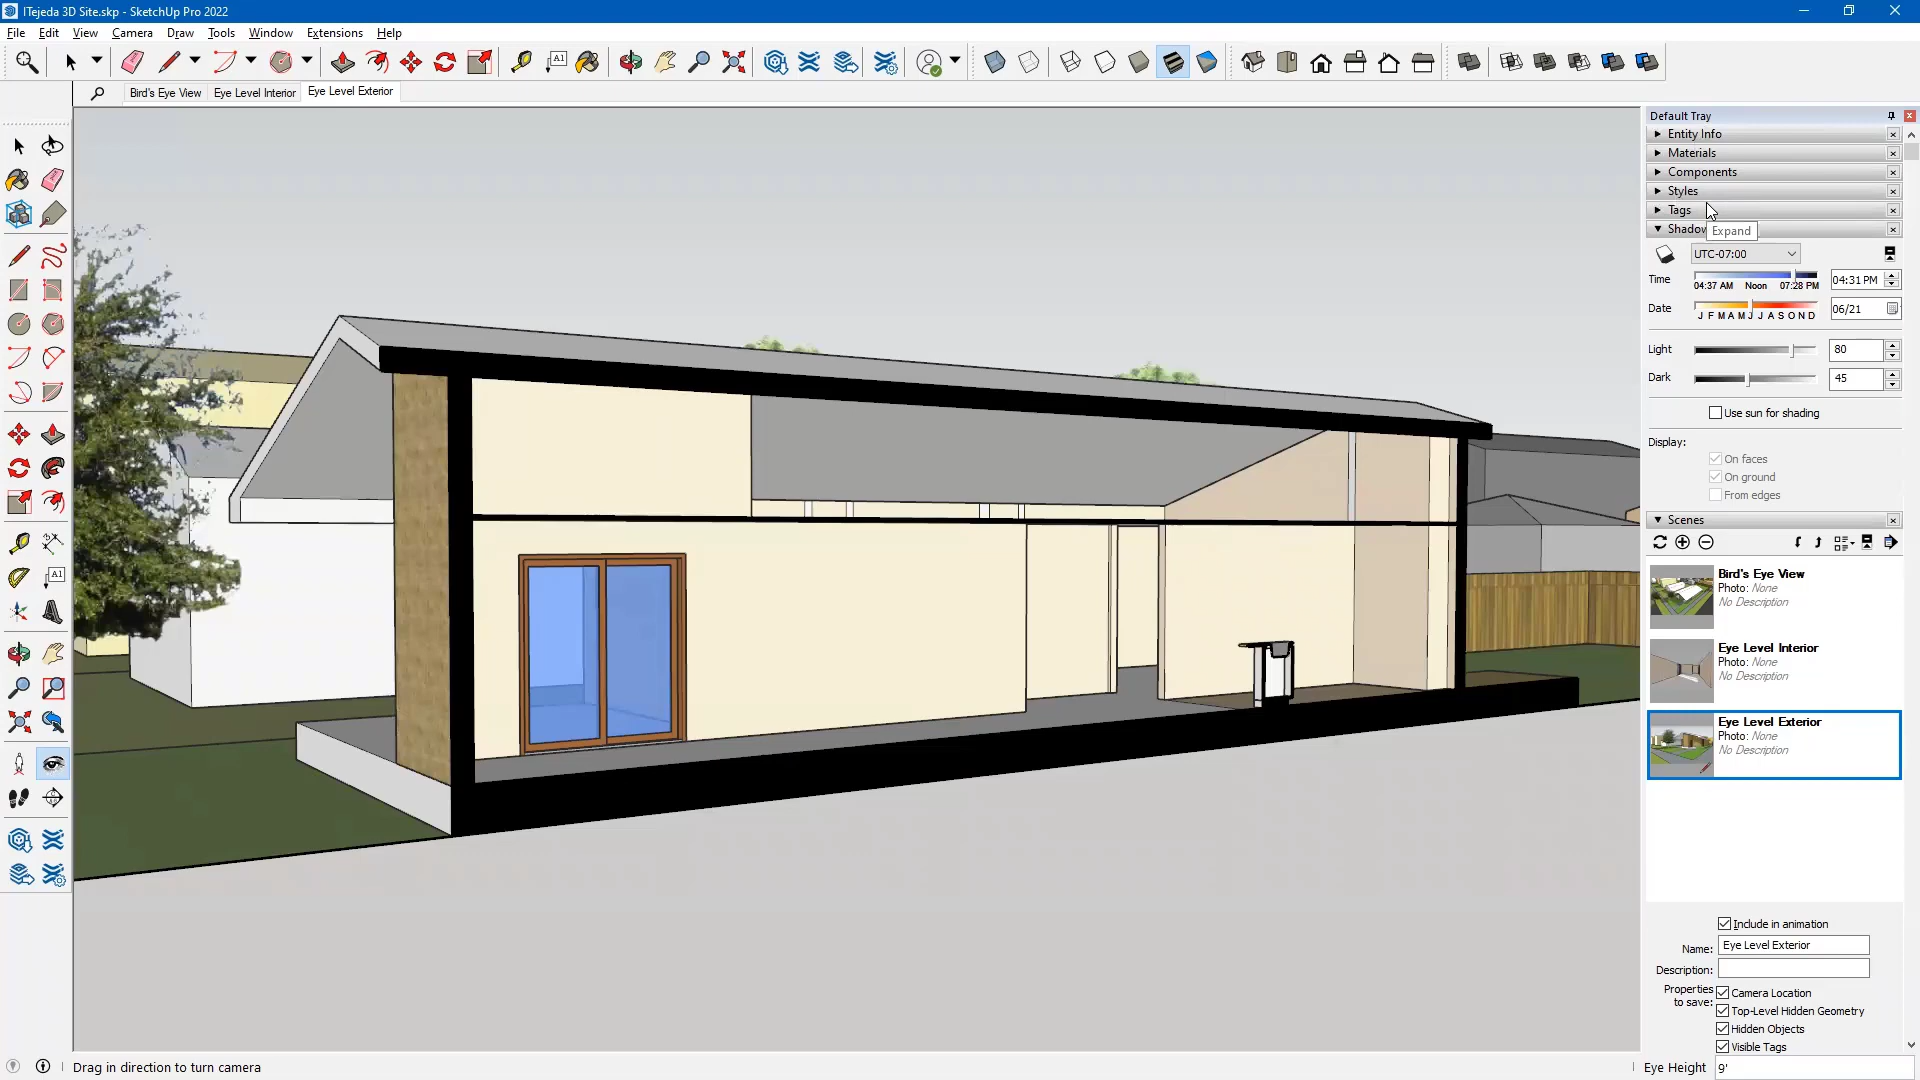 ITejeda 3D Site.skp - SketchUp Pro 2022
File Edit View Camera Draw Tools Window Extensions Help
Bird's Eye View Eye Level Interior Eye Level Exterior
Default Tray
Entity Info
Materials
Components
Styles
Tags
Shadow
Expand
UTC-07:00
Time 04:37 AM Noon 07:28 PM 04:31 PM
Date J F M A M J J A S O N D 06/21
Light 80
Dark 45
Use sun for shading
Display:
On faces
On ground
From edges
Scenes
Bird's Eye View
Photo: None
No Description
Eye Level Interior
Photo: None
No Description
Eye Level Exterior
Photo: None
No Description
Include in animation
Name: Eye Level Exterior
Description:
Properties to save: Camera Location
Top-Level Hidden Geometry
Hidden Objects
Visible Tags
Drag in direction to turn camera
Eye Height 9'
A1
A1